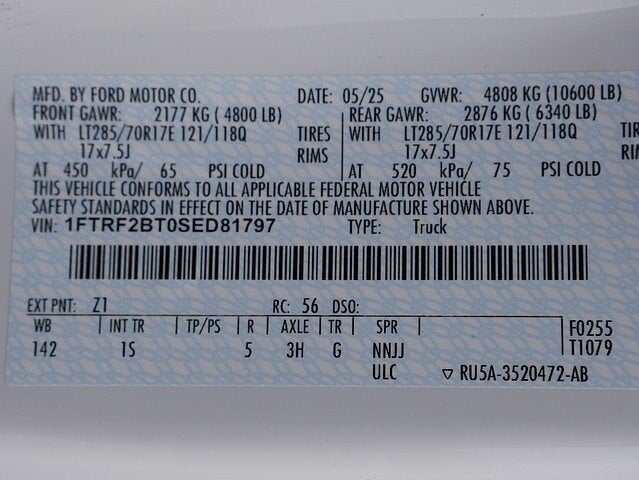 MFD. BY FORD MOTOR CO. DATE: 05/25 GVWR: 4808 KG (10600 LB)
FRONT GAWR: 2177 KG ( 4800 LB) REAR GAWR: 2876 KG ( 6340 LB)
WITH LT285/70R17E 121/118Q TIRES WITH LT285/70R17E 121/118Q TIRE
17x7.5J RIMS 17x7.5J RI
AT 450 kPa/ 65 PSI COLD AT 520 kPa/ 75 PSI COLD
THIS VEHICLE CONFORMS TO ALL APPLICABLE FEDERAL MOTOR VEHICLE
SAFETY STANDARDS IN EFFECT ON THE DATE OF MANUFACTURE SHOWN ABOVE.
VIN: 1FTRF2BT0SED81797 TYPE: Truck
EXT PNT: Z1 RC: 56 DSO:
WB INT TR TP/PS R AXLE TR SPR F0255
142 1S 5 3H G NNJJ T1079
ULC ▽ RU5A-3520472-AB